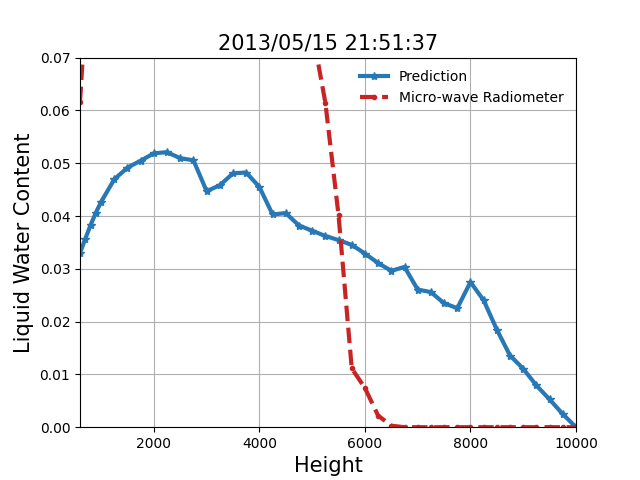 2013/05/15 21:51:37
0.07
0.06
0.05
0.04
0.03
0.02
0.01
0.00
Liquid Water Content
Prediction
Micro-wave Radiometer
2000 4000 6000 8000 10000
Height